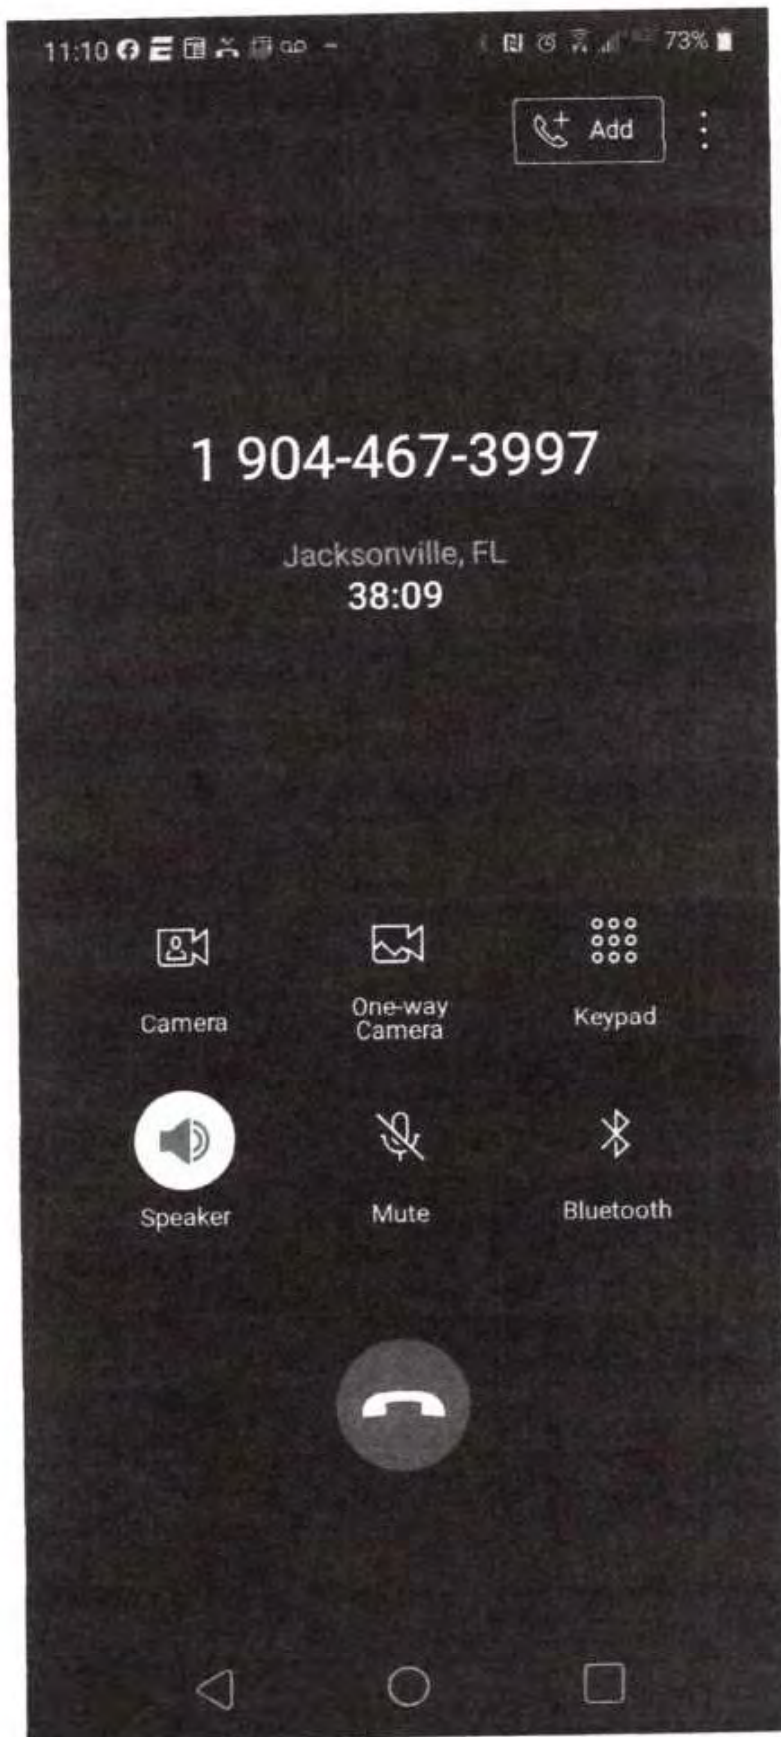 11:10 73%
Add
1 904-467-3997
Jacksonville, FL
38:09
Camera One-way Camera Keypad
Speaker Mute Bluetooth